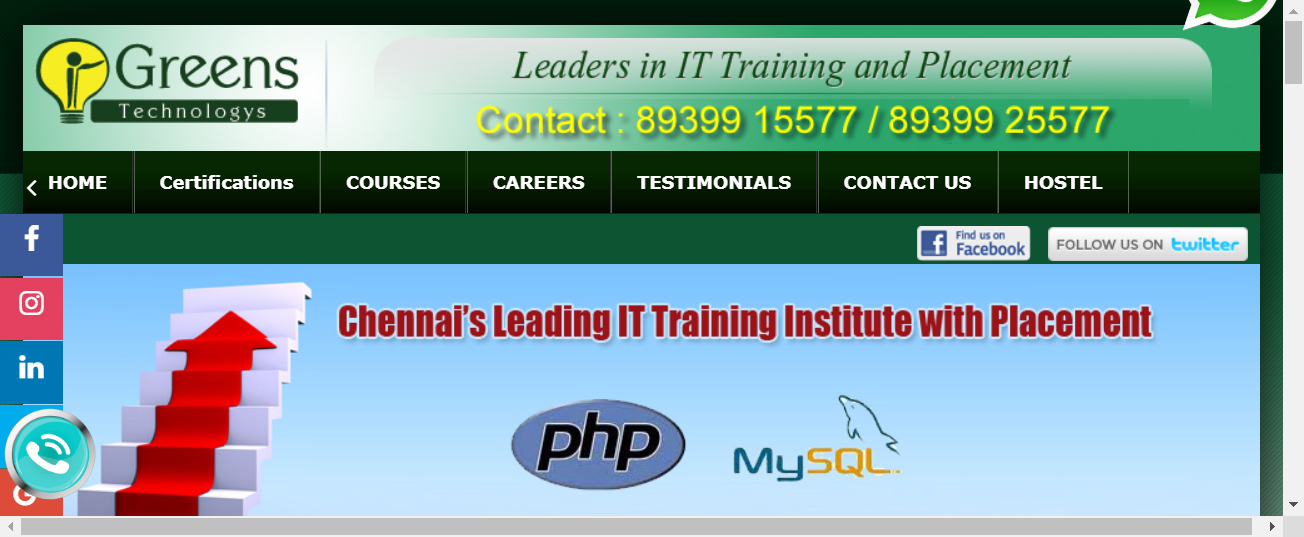 Greens
Technologys
Leaders in IT Training and Placement
Contact : 89399 15577 / 89399 25577
HOME
Certifications
COURSES
CAREERS
TESTIMONIALS
CONTACT US
HOSTEL
Find us on
Facebook
FOLLOW US ON twitter
Chennai's Leading IT Training Institute with Placement
php
MySQL